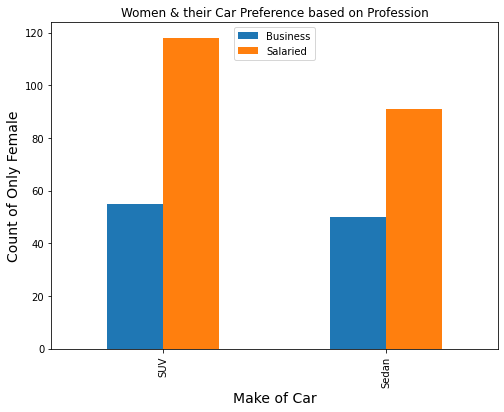 Women & their Car Preference based on Profession
Business
Salaried
Count of Only Female
120
100
80
60
40
20
0
SUV
Sedan
Make of Car